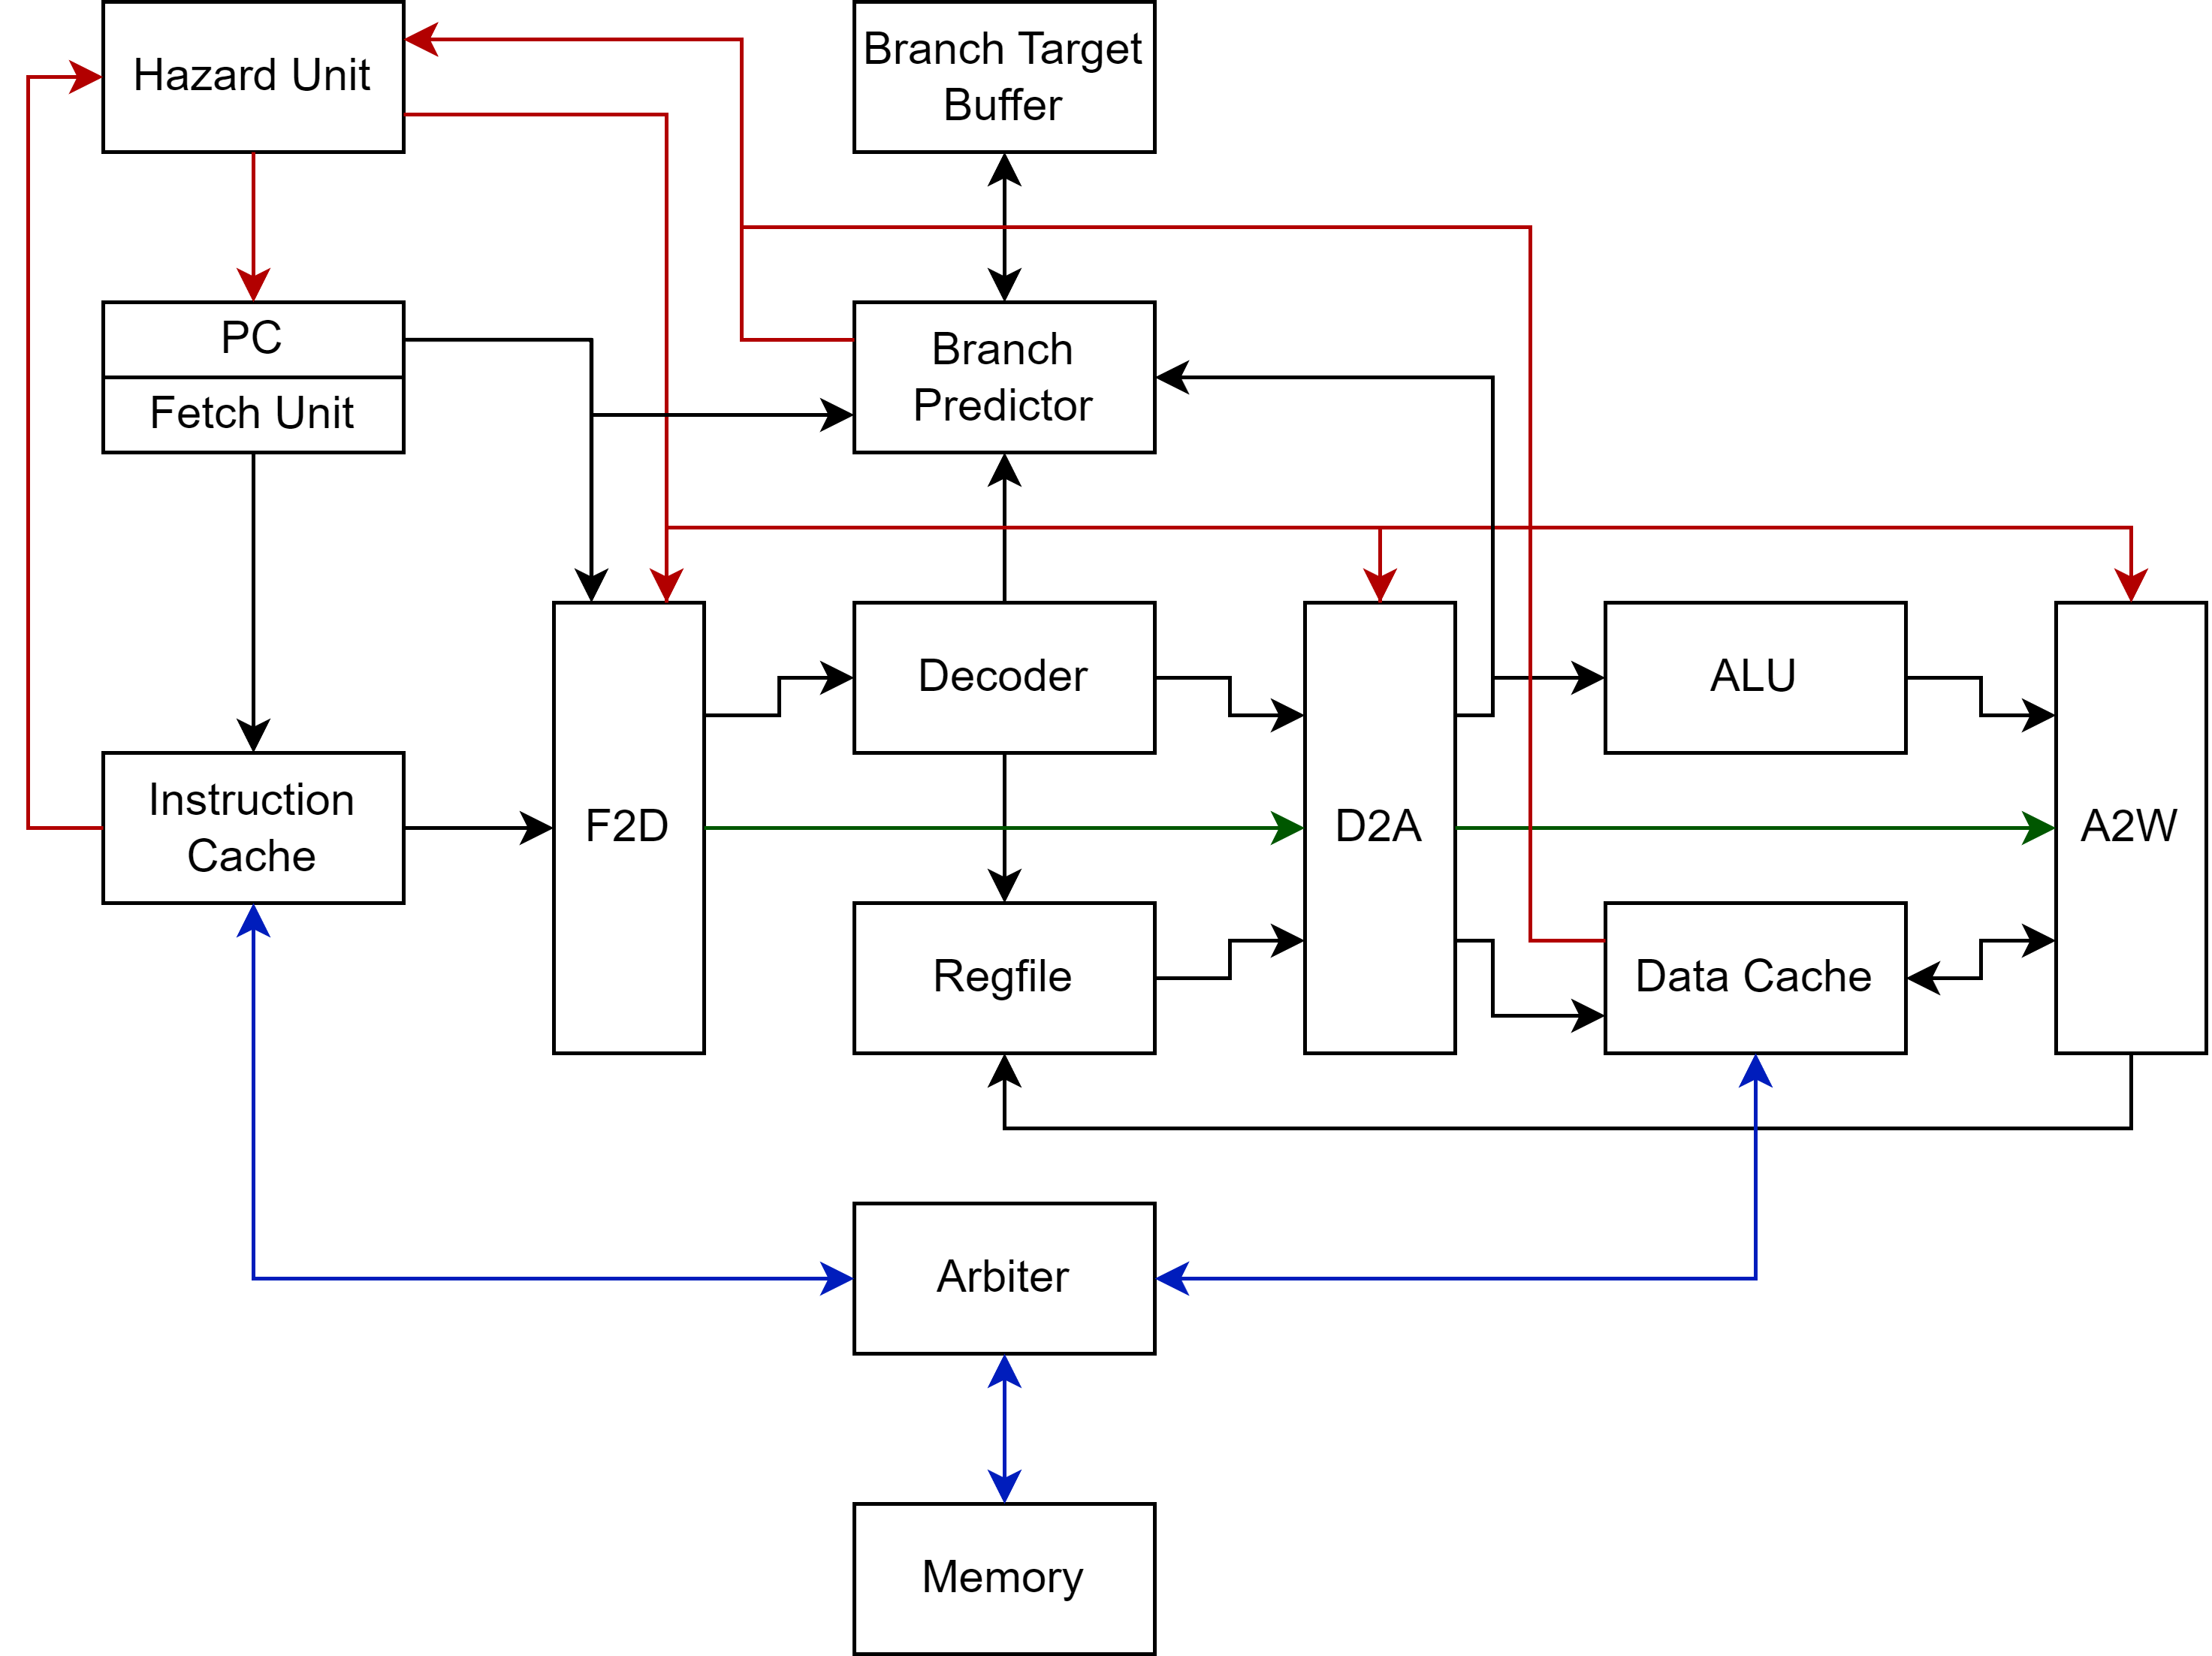 Hazard Unit
Branch Target
Buffer
PC
Fetch Unit
Branch
Predictor
Decoder
ALU
Instruction
Cache
F2D
D2A
A2W
Regfile
Data Cache
Arbiter
Memory